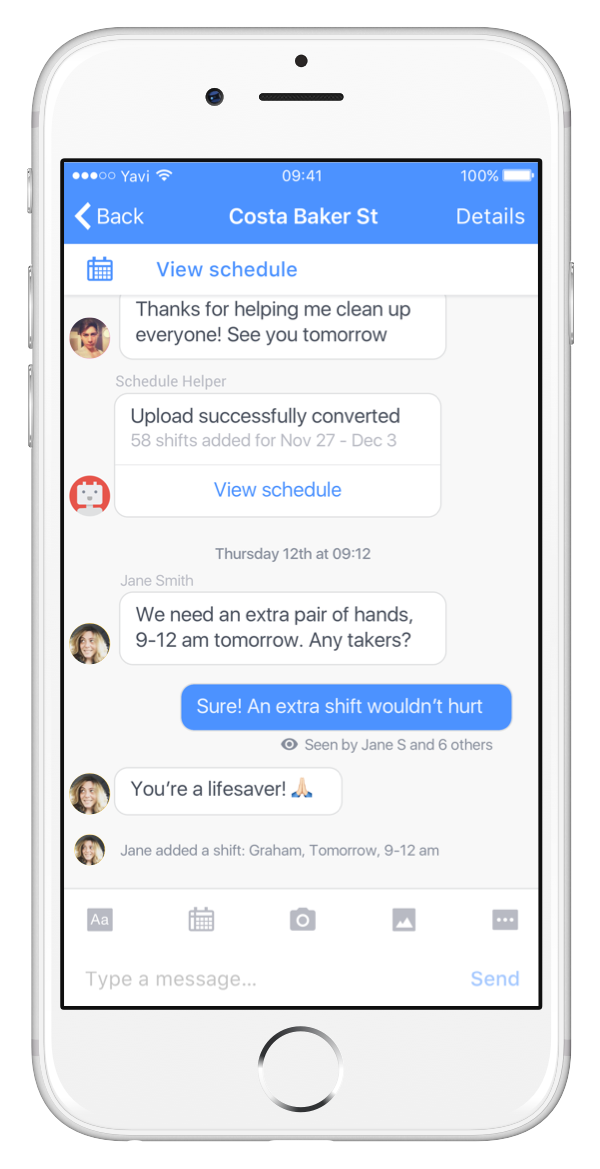 Yavi 09:41 100%
Back Costa Baker St Details
View schedule
Thanks for helping me clean up
everyone! See you tomorrow
Schedule Helper
Upload successfully converted
58 shifts added for Nov 27 - Dec 3
View schedule
Thursday 12th at 09:12
Jane Smith
We need an extra pair of hands,
9-12 am tomorrow. Any takers?
Sure! An extra shift wouldn’t hurt
Seen by Jane S and 6 others
You’re a lifesaver! 🙏🏻
Jane added a shift: Graham, Tomorrow, 9-12 am
Aa
Type a message... Send